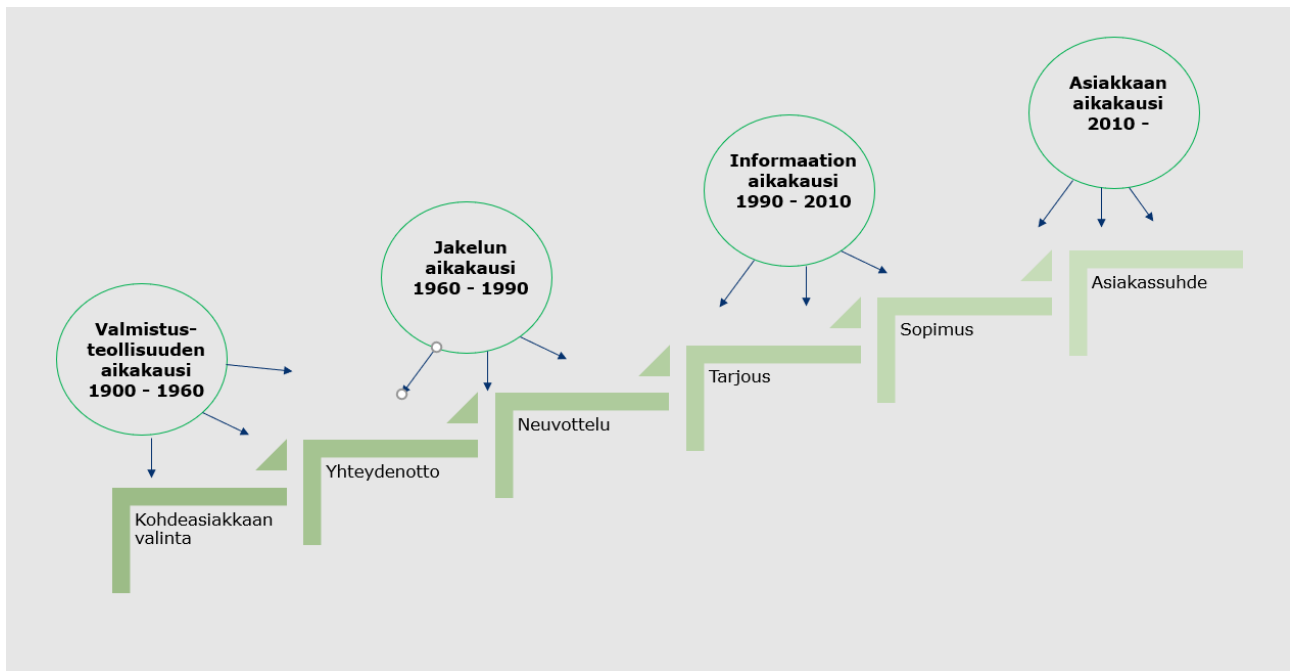 Asiakkaan
aikakausi
2010 -
Informaation
aikakausi
1990 - 2010
Jakelun
aikakausi
1960 - 1990
Valmistus-
teollisuuden
aikakausi
1900 - 1960
Asiakassuhde
Sopimus
Tarjous
Neuvottelu
Yhteydenotto
Kohdeasiakkaan
valinta